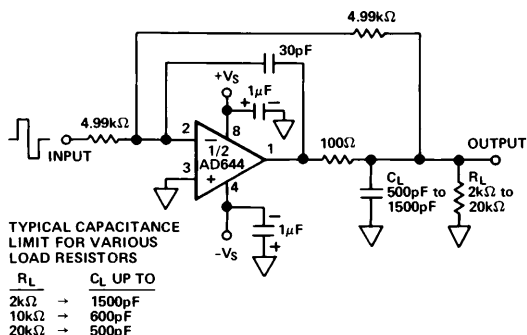 4.99kΩ
30pF
+VS
+ 1μF −
4.99kΩ
2
8
1
100Ω
OUTPUT
INPUT
−
1/2
AD644
3
+
4
CL
500pF to
1500pF
RL
2kΩ to
20kΩ
−
1μF
+
−VS
TYPICAL CAPACITANCE
LIMIT FOR VARIOUS
LOAD RESISTORS
RL CL UP TO
2kΩ → 1500pF
10kΩ → 600pF
20kΩ → 500pF